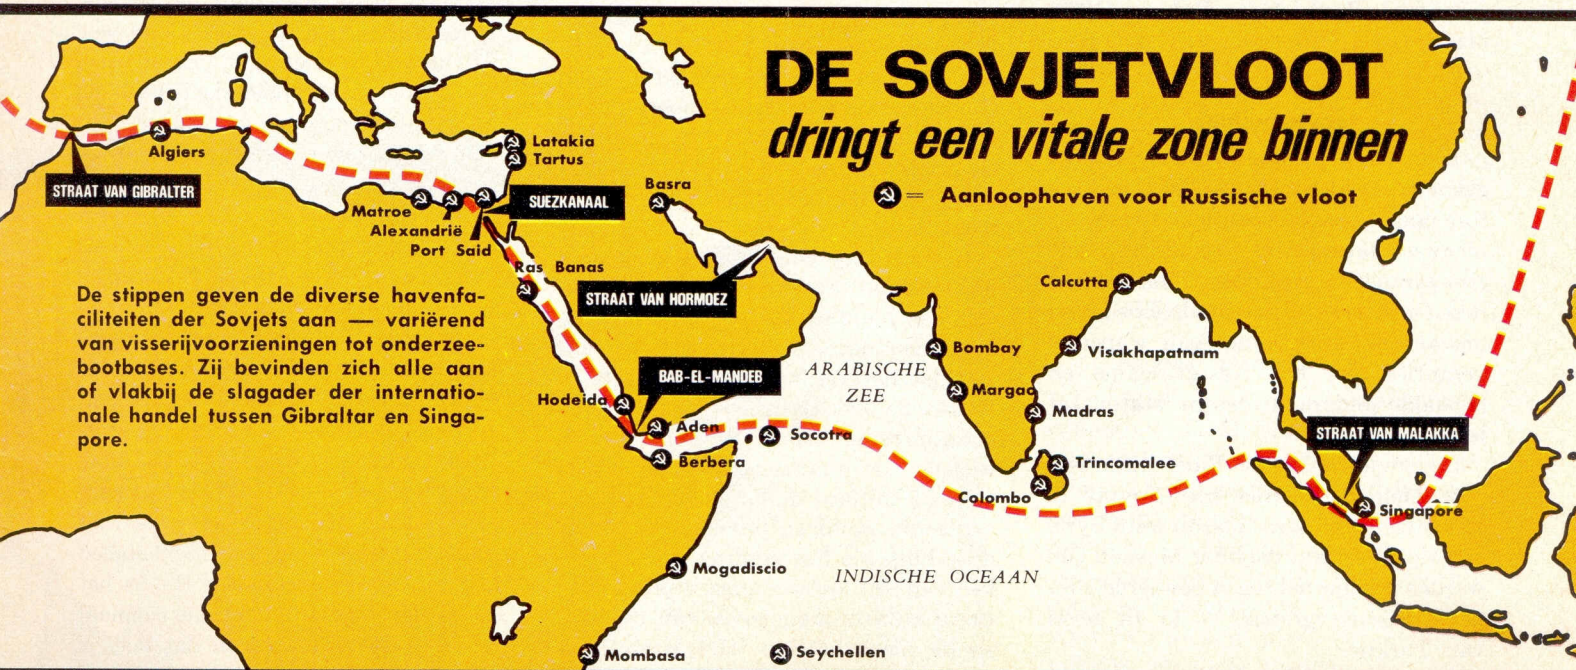 DE SOVJETVLOOT
dringt een vitale zone binnen
= Aanloophaven voor Russische vloot
Algiers
STRAAT VAN GIBRALTER
Latakia
Tartus
SUEZKANAAL
Matroe
Alexandrië
Port Said
Basra
Ras Banas
STRAAT VAN HORMOEZ
De stippen geven de diverse havenfa-
ciliteiten der Sovjets aan — variërend
van visserijvoorzieningen tot onderzee-
bootbases. Zij bevinden zich alle aan
of vlakbij de slagader der internatio-
nale handel tussen Gibraltar en Singa-
pore.
BAB-EL-MANDEB
Hodeida
Aden
Berbera
Socotra
ARABISCHE
ZEE
Calcutta
Bombay
Visakhapatnam
Margao
Madras
Trincomalee
Colombo
STRAAT VAN MALAKKA
Singapore
Mogadiscio
INDISCHE OCEAAN
Mombasa
Seychellen